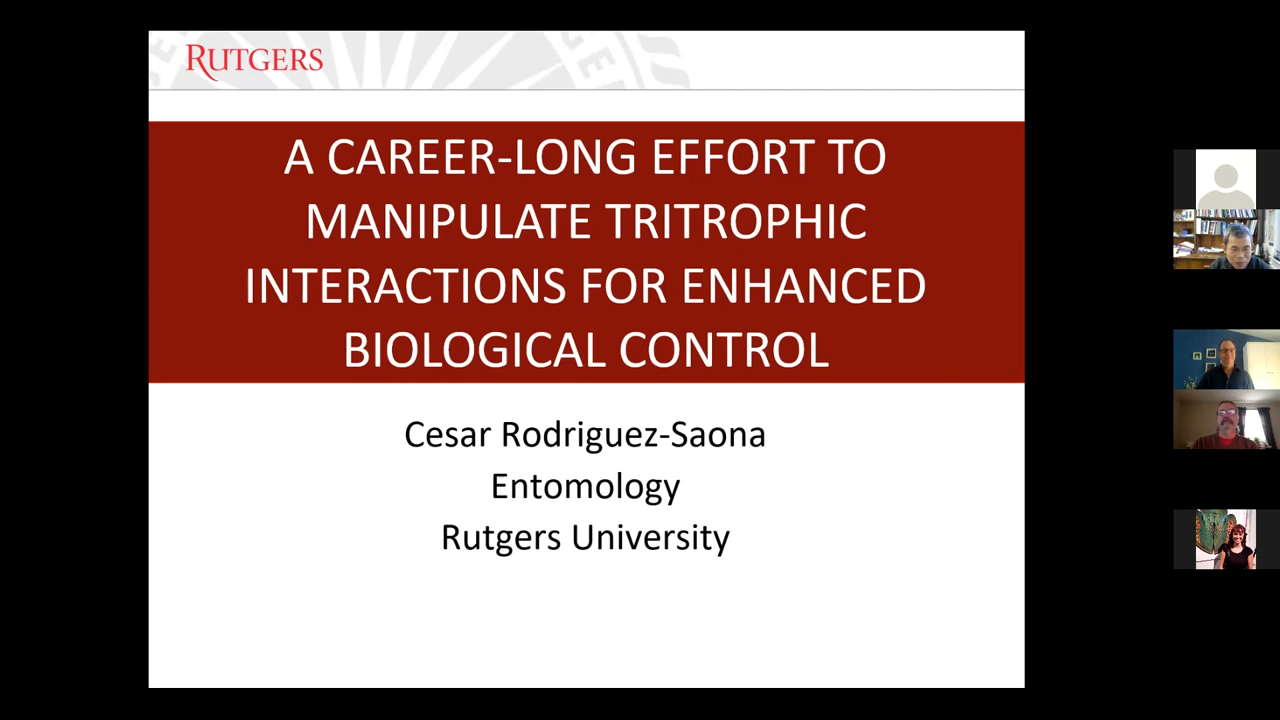 RUTGERS
A CAREER-LONG EFFORT TO
MANIPULATE TRITROPHIC
INTERACTIONS FOR ENHANCED
BIOLOGICAL CONTROL
Cesar Rodriguez-Saona
Entomology
Rutgers University